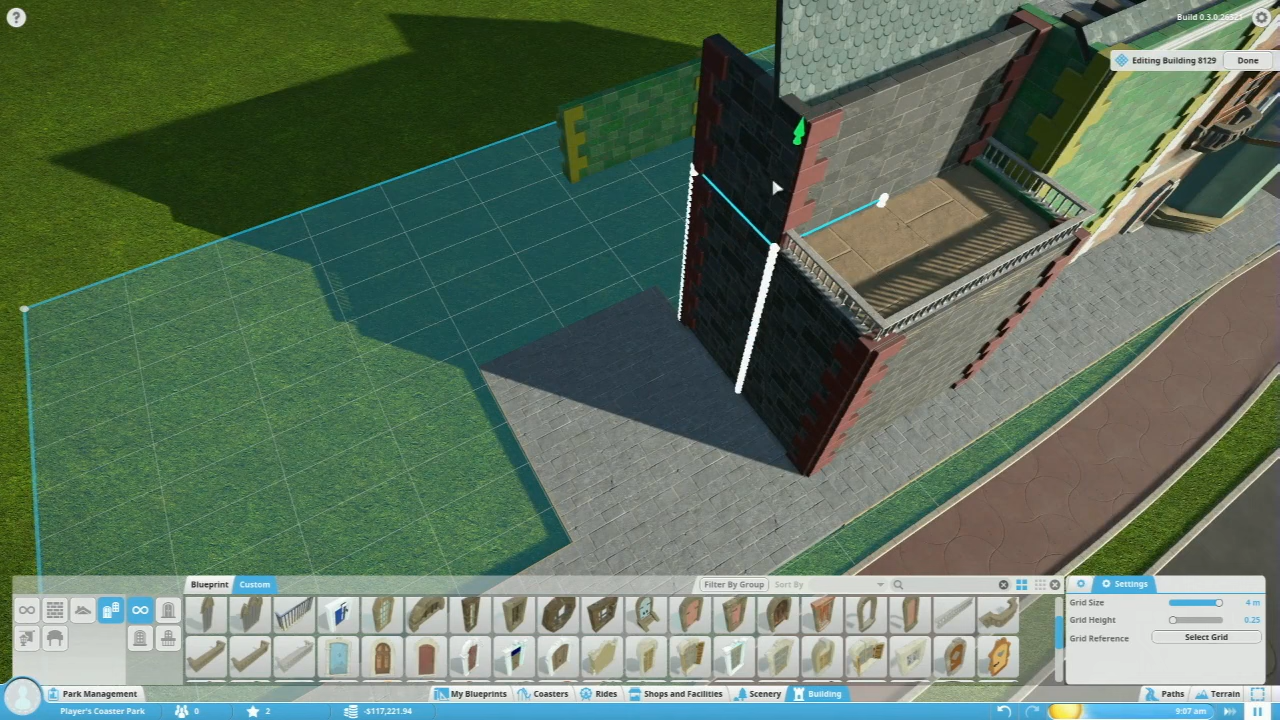 ?
Build 0.3.0.26321
Editing Building 8129
Done
Blueprint
Custom
Filter By Group
Sort By
Settings
Grid Size
4 m
Grid Height
0.25
Grid Reference
Select Grid
Park Management
My Blueprints
Coasters
Rides
Shops and Facilities
Scenery
Building
Paths
Terrain
Player's Coaster Park
0
2
-$117,221.94
9:07 am